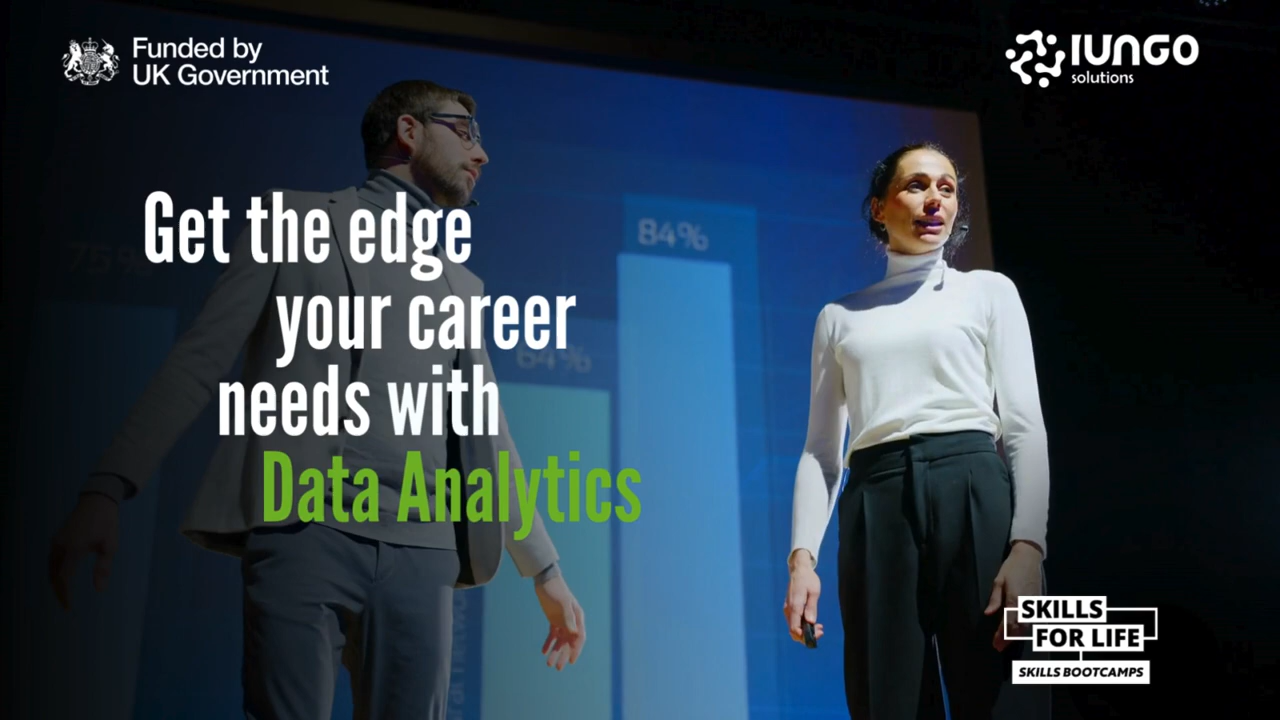 Funded by
UK Government
IUNGO
solutions
75%
84%
64%
Get the edge
your career
needs with
Data Analytics
SKILLS
FOR LIFE
SKILLS BOOTCAMPS